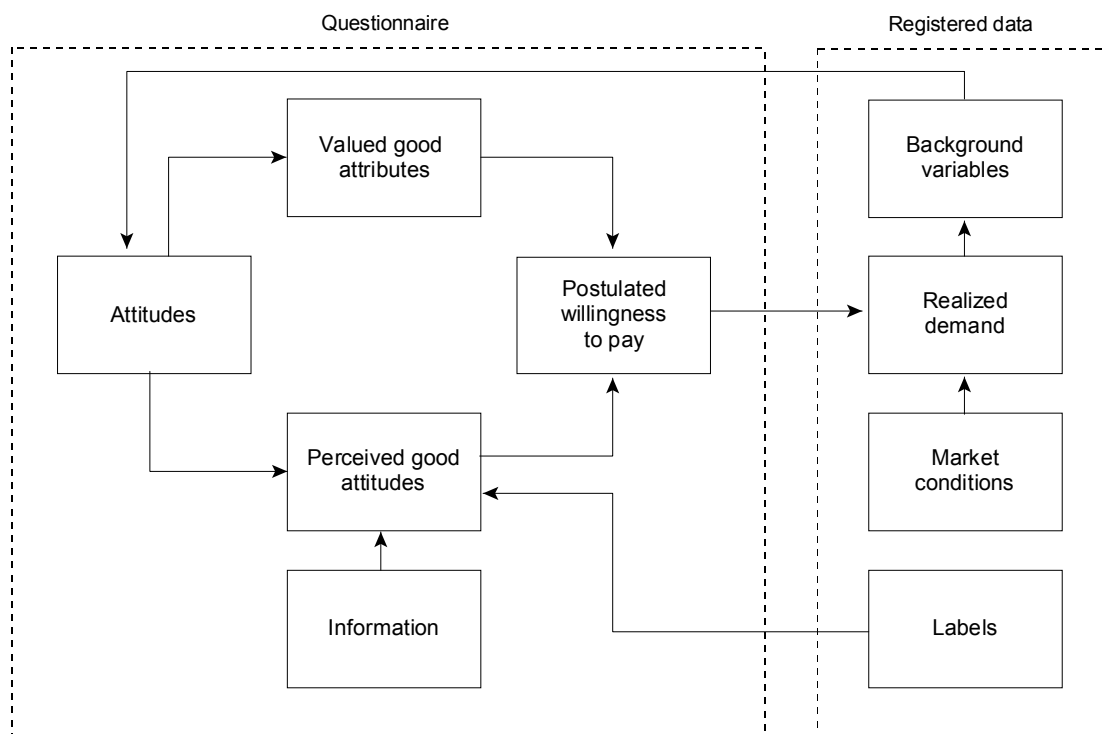 Questionnaire
Registered data
Valued good
attributes
Background
variables
Attitudes
Postulated
willingness
to pay
Realized
demand
Perceived good
attitudes
Market
conditions
Information
Labels